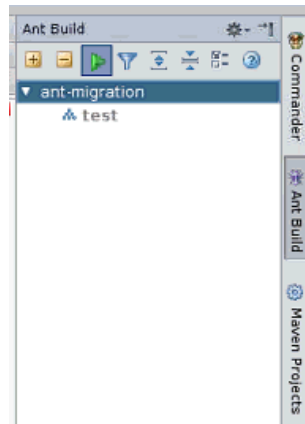 Ant Build
ant-migration
test
Commander
Ant Build
Maven Projects